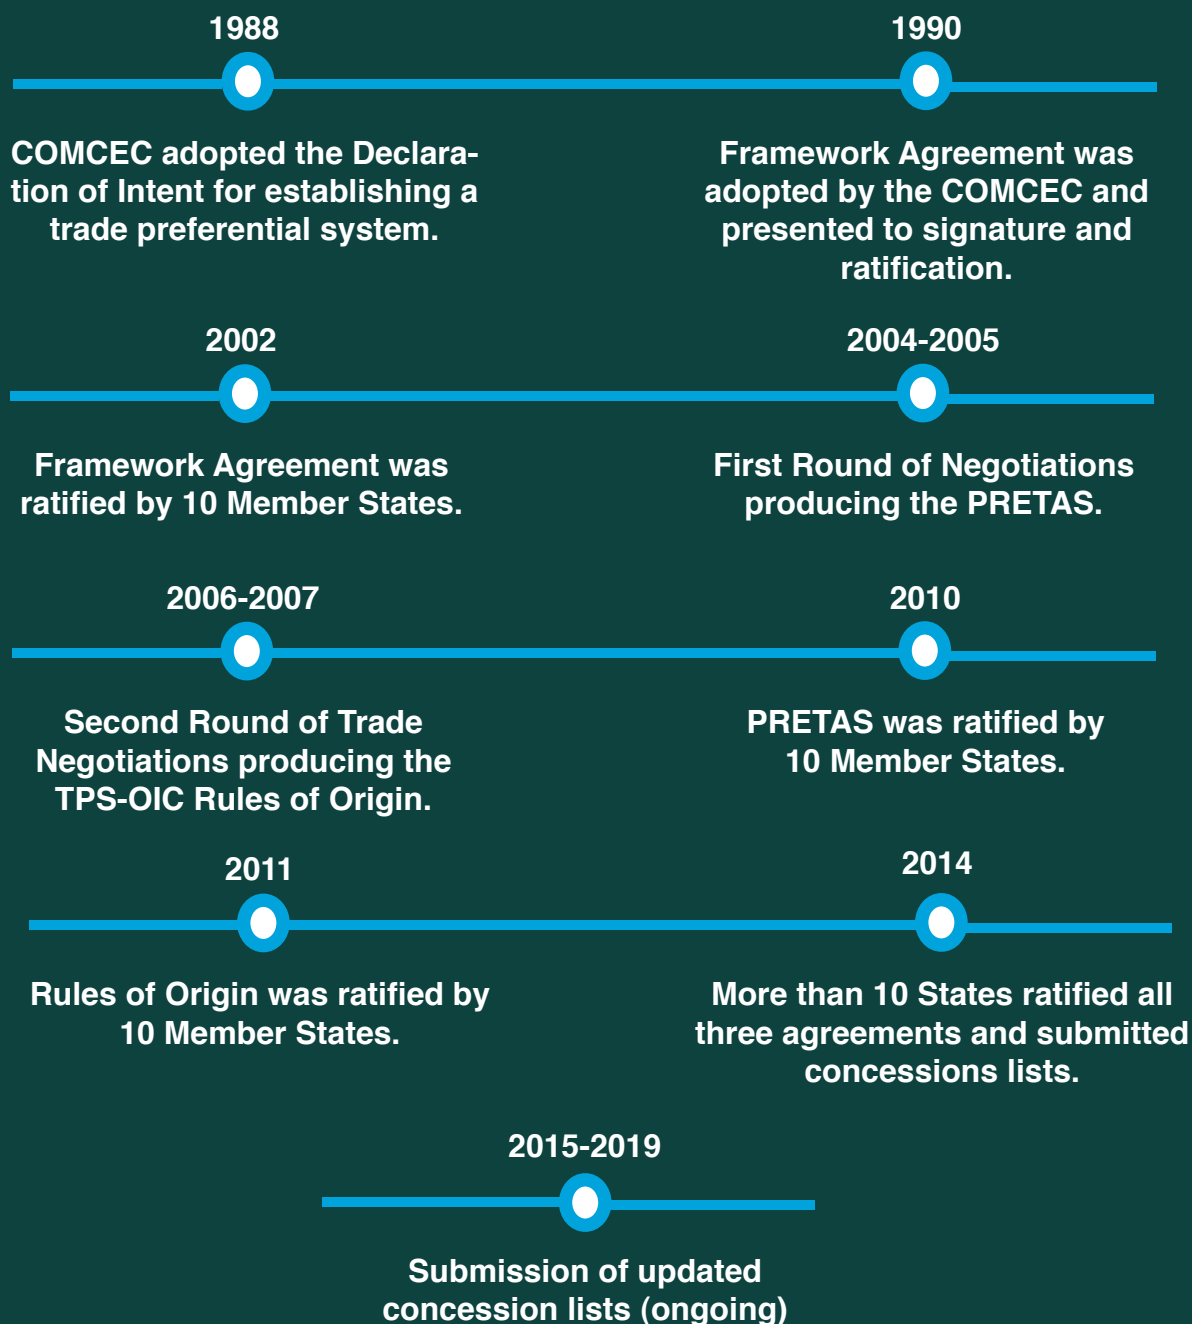 1988
COMCEC adopted the Declara-
tion of Intent for establishing a
trade preferential system.
1990
Framework Agreement was
adopted by the COMCEC and
presented to signature and
ratification.
2002
Framework Agreement was
ratified by 10 Member States.
2004-2005
First Round of Negotiations
producing the PRETAS.
2006-2007
Second Round of Trade
Negotiations producing the
TPS-OIC Rules of Origin.
2010
PRETAS was ratified by
10 Member States.
2011
Rules of Origin was ratified by
10 Member States.
2014
More than 10 States ratified all
three agreements and submitted
concessions lists.
2015-2019
Submission of updated
concession lists (ongoing)